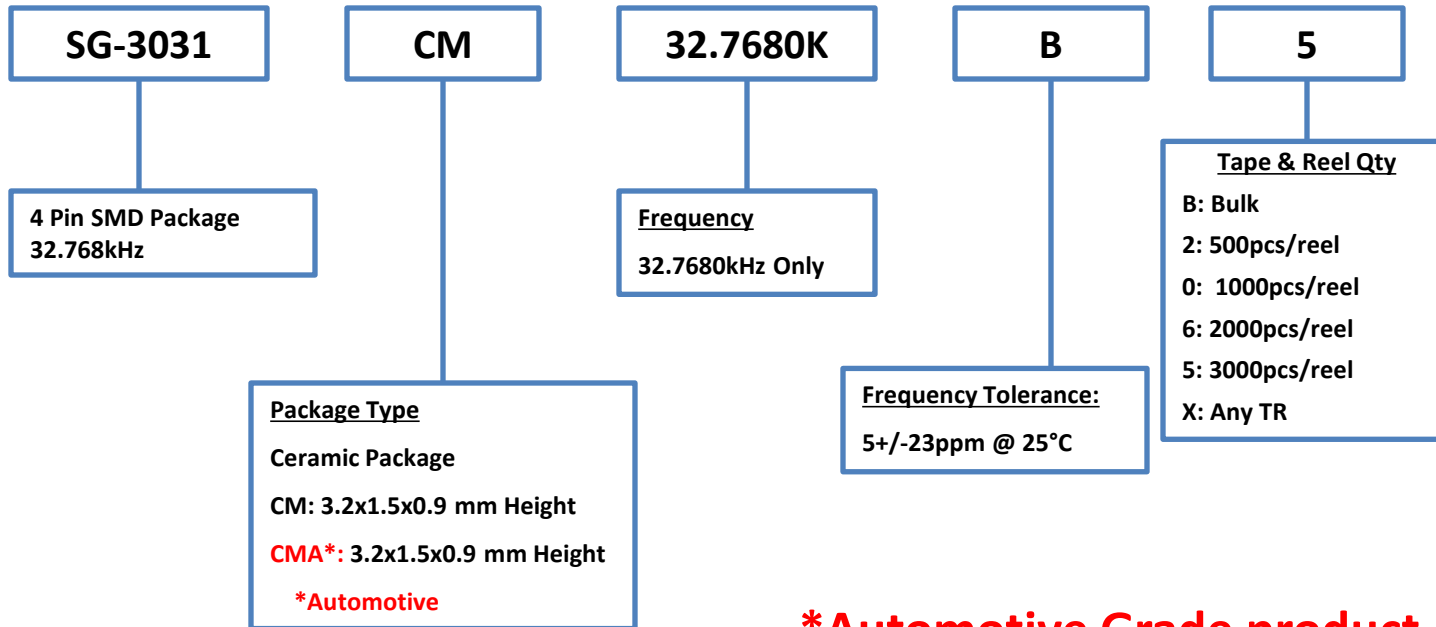 SG-3031
CM
32.7680K
B
5
4 Pin SMD Package
32.768kHz
Frequency
32.7680kHz Only
Tape & Reel Qty
B: Bulk
2: 500pcs/reel
0: 1000pcs/reel
6: 2000pcs/reel
5: 3000pcs/reel
X: Any TR
Package Type
Ceramic Package
CM: 3.2x1.5x0.9 mm Height
CMA*: 3.2x1.5x0.9 mm Height
*Automotive
Frequency Tolerance:
5+/-23ppm @ 25°C
*Automotive Grade product